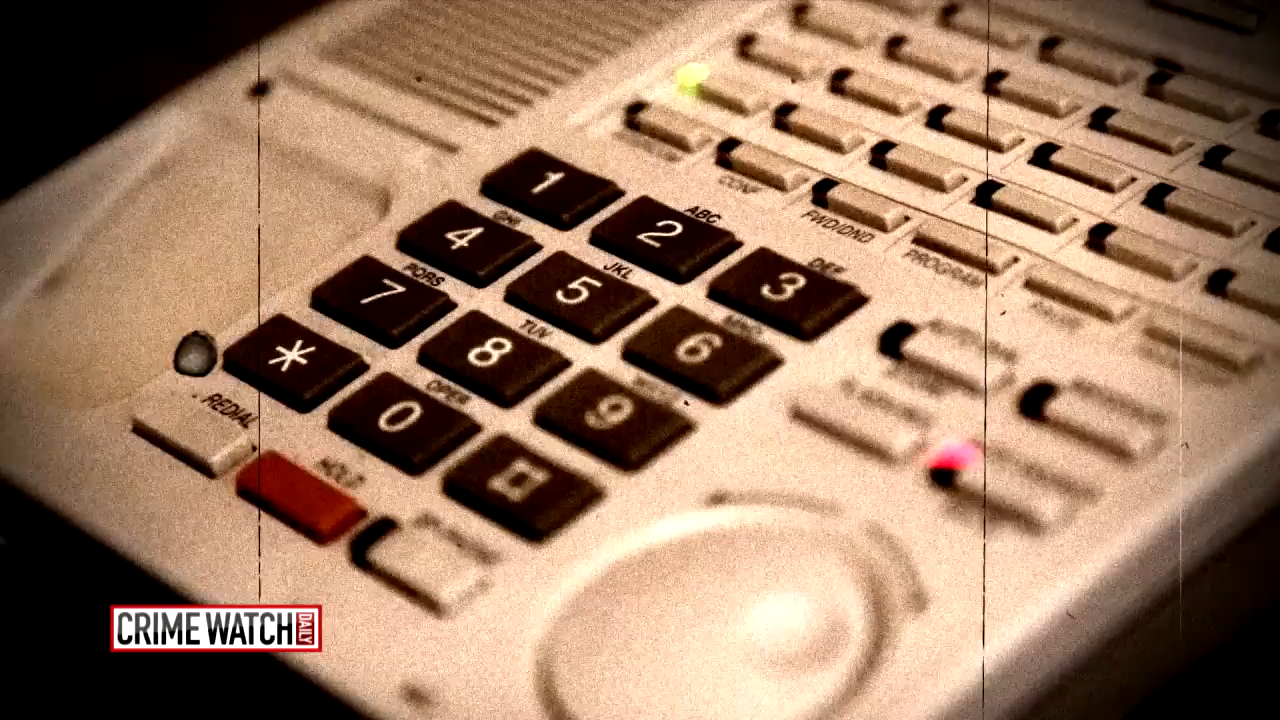 CONF
FWD/DND
PROGRAM
1
ABC
2
DEF
3
GHI
4
JKL
5
MNO
6
PQRS
7
TUV
8
9
*
OPER
0
#
REDIAL
HOLD
CRIME WATCH DAILY